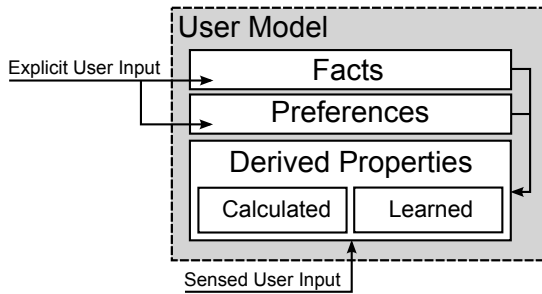 User Model
Explicit User Input
Facts
Preferences
Derived Properties
Calculated
Learned
Sensed User Input